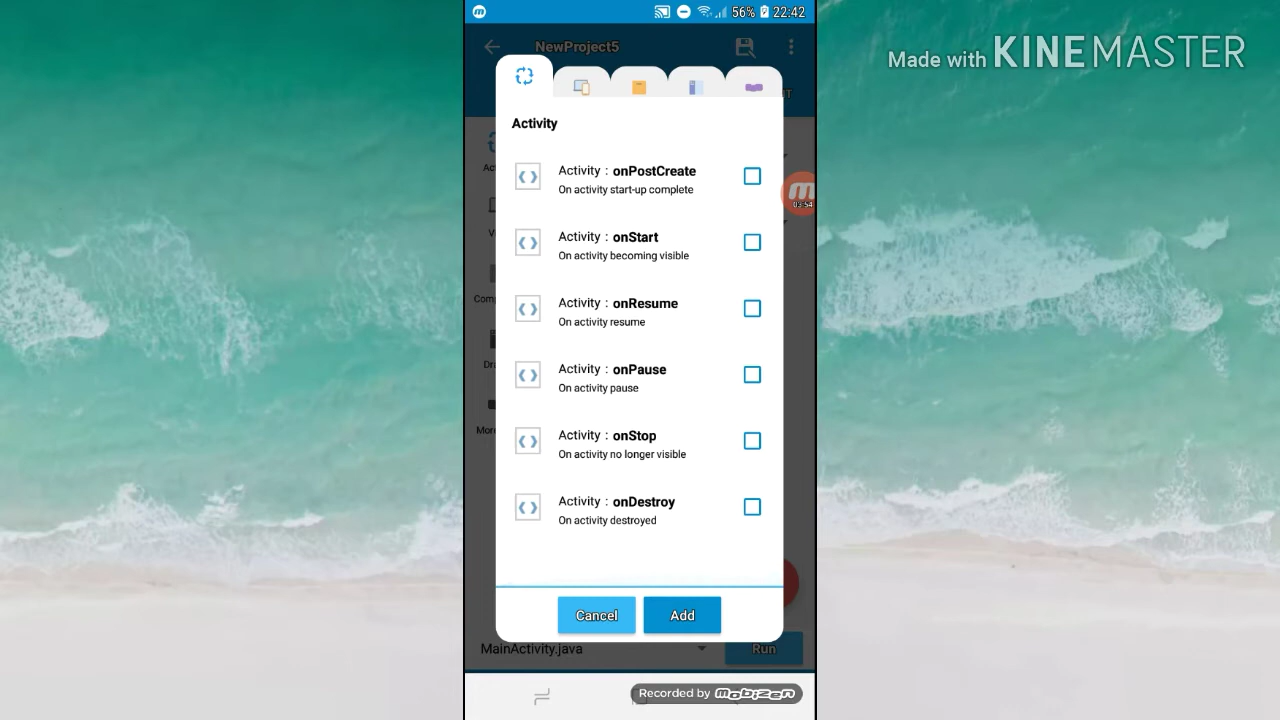 56% 22:42
NewProject5
Made with KINEMASTER
Activity
Activity : onPostCreate
On activity start-up complete
03:54
Activity : onStart
On activity becoming visible
Activity : onResume
On activity resume
Activity : onPause
On activity pause
Activity : onStop
On activity no longer visible
Activity : onDestroy
On activity destroyed
Cancel
Add
MainActivity.java
Run
Recorded by mobizen